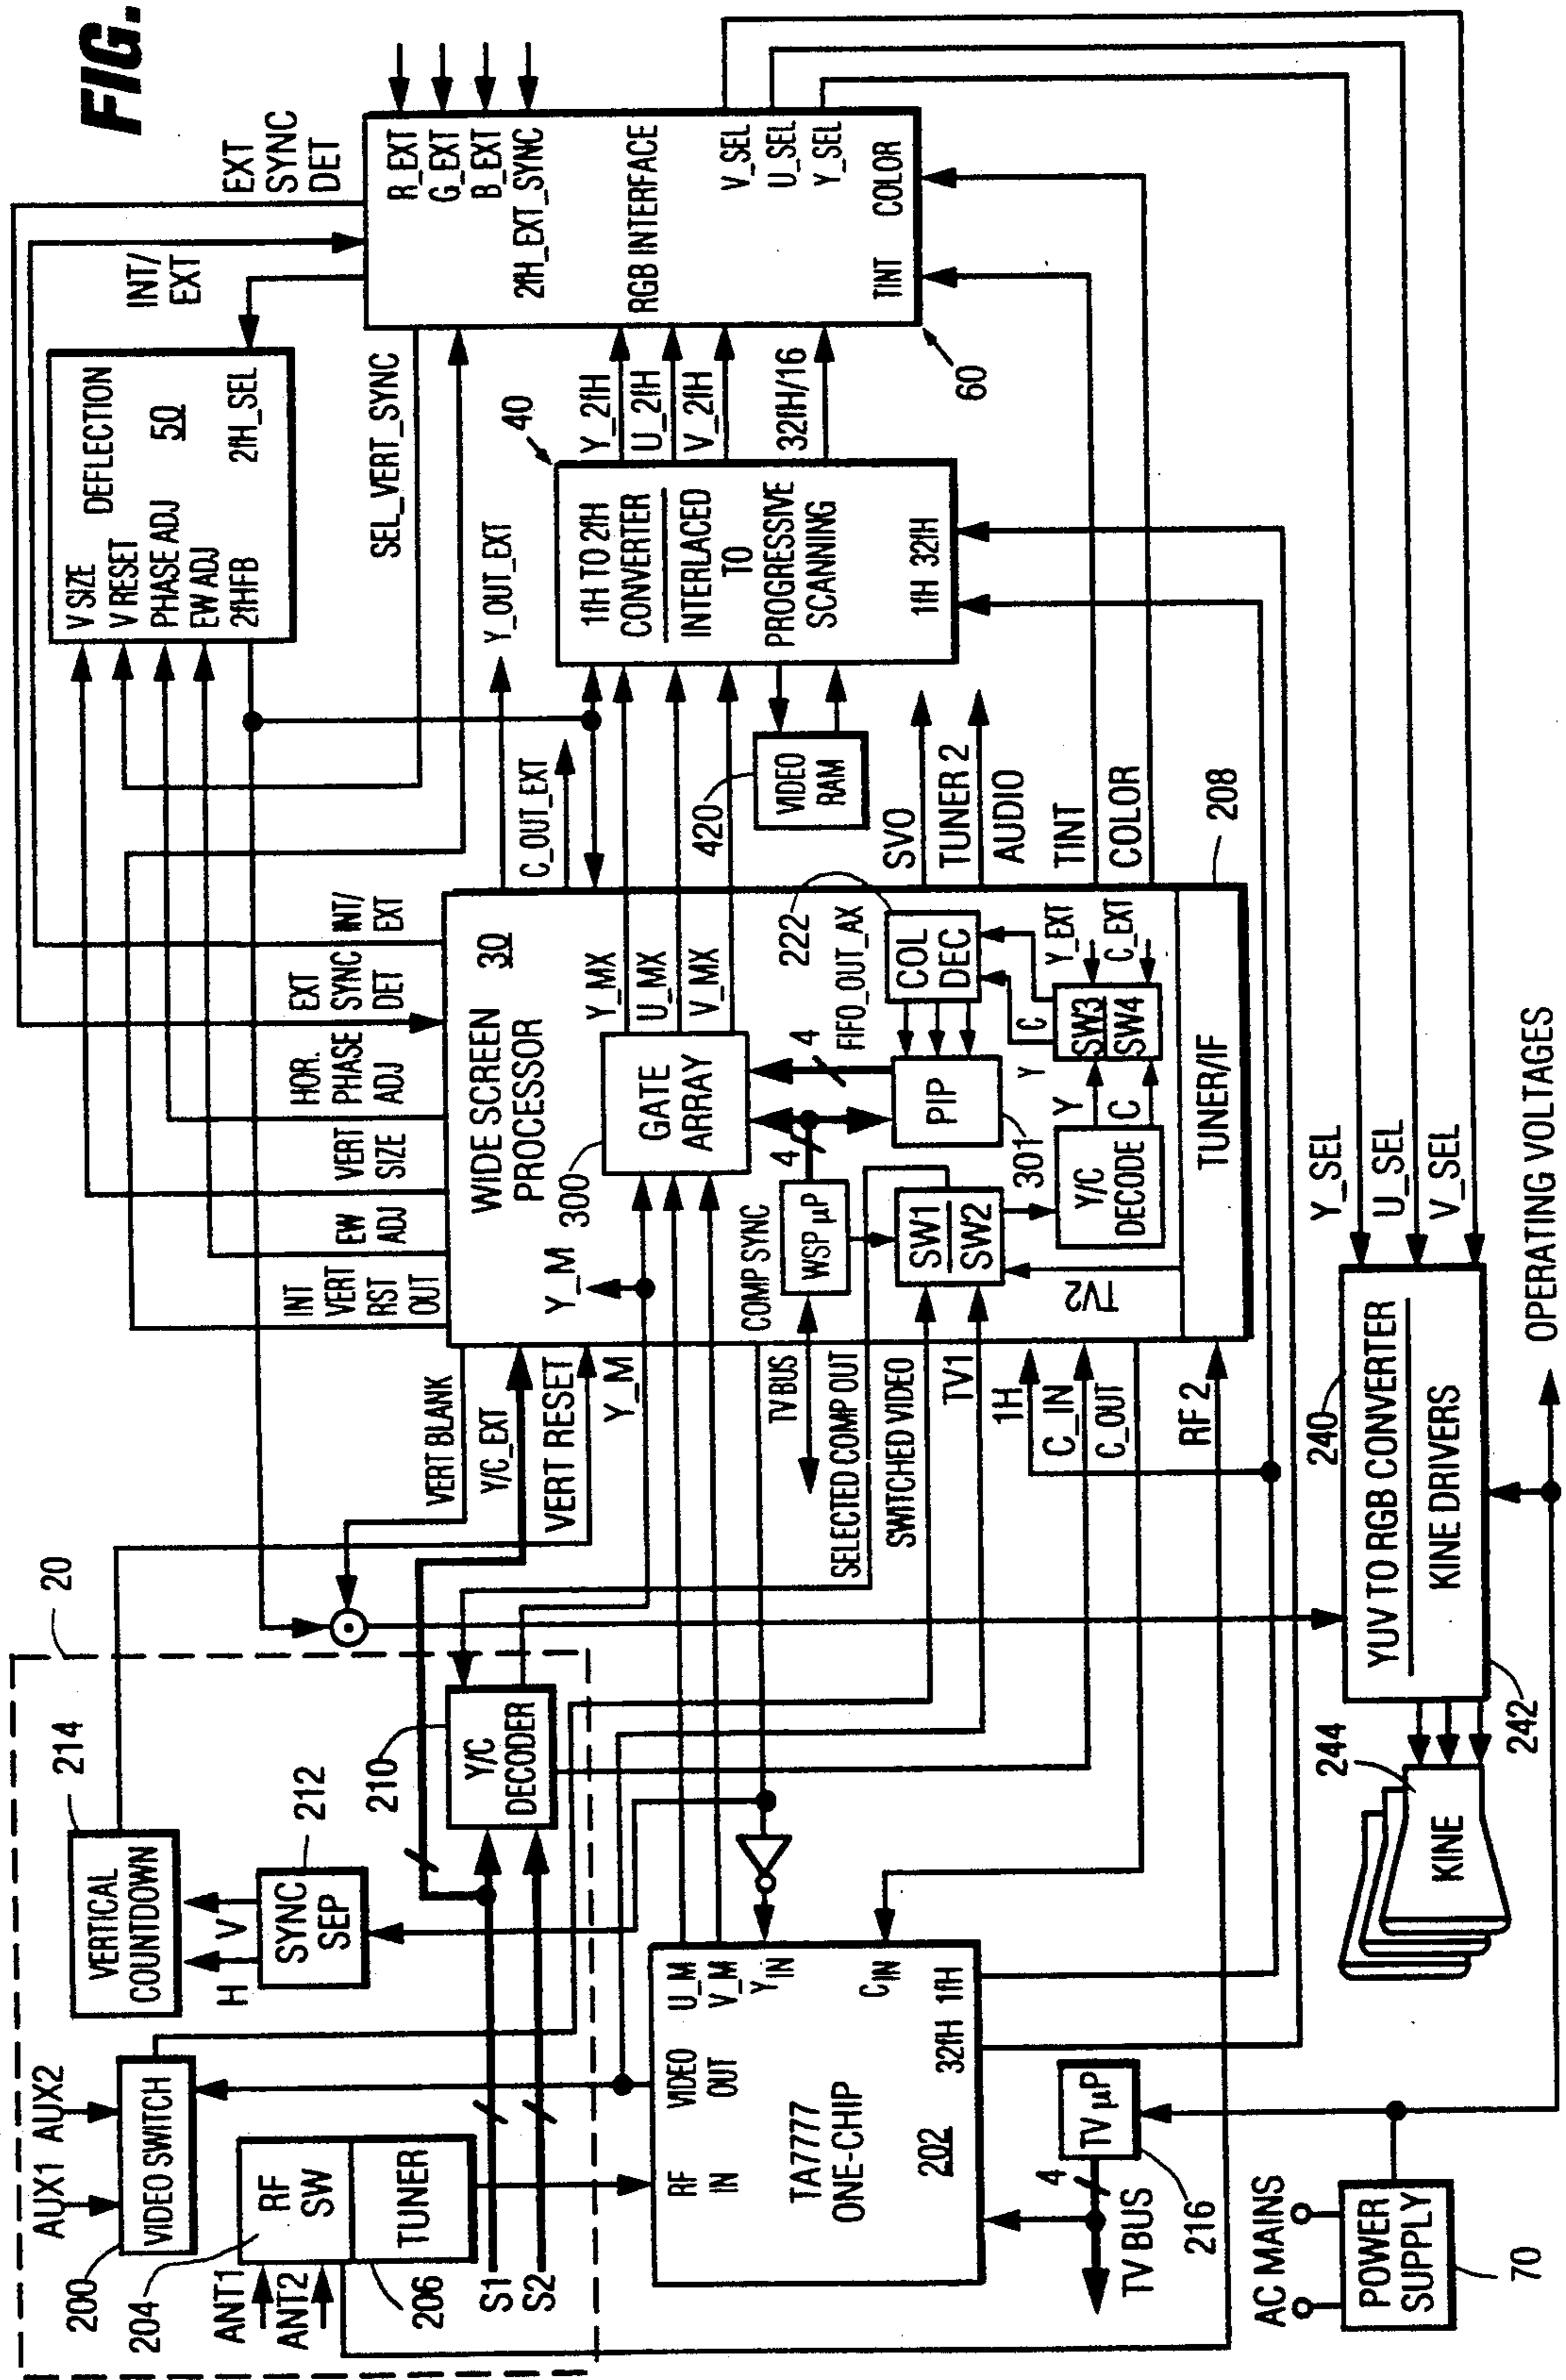 FIG.
20
AUX1
AUX2
VIDEO SWITCH
200
204
RF
SW
TUNER
206
ANT1
ANT2
S1
S2
VERTICAL
COUNTDOWN
214
H
V
SYNC
SEP
212
Y/C
DECODER
210
TA7777
ONE-CHIP
202
RF
IN
VIDEO
OUT
U_M
V_M
YIN
CIN
32fH
1fH
TV µP
216
4
TV BUS
AC MAINS
POWER
SUPPLY
70
VERT BLANK
Y/C_EXT
VERT RESET
Y_M
TV BUS
SELECTED COMP OUT
SWITCHED VIDEO
TV1
1H
C_IN
C_OUT
RF 2
INT
VERT
RST
OUT
EW
ADJ
VERT
SIZE
HOR.
PHASE
ADJ
EXT
SYNC
DET
INT/
EXT
WIDE SCREEN
PROCESSOR
30
Y_M
300
GATE
ARRAY
Y_MX
U_MX
V_MX
COMP SYNC
WSP µP
4
4
FIFO_OUT_AX
PIP
301
COL
DEC
222
SW1
SW2
TV2
Y/C
DECODE
Y
C
Y
C
SW3
SW4
Y_EXT
C_EXT
TUNER/IF
208
V SIZE
V RESET
PHASE ADJ
EW ADJ
2fHFB
DEFLECTION
50
2fH_SEL
INT/
EXT
EXT
SYNC
DET
SEL_VERT_SYNC
Y_OUT_EXT
C_OUT_EXT
40
1fH TO 2fH
CONVERTER
INTERLACED
TO
PROGRESSIVE
SCANNING
1fH 32fH
420
VIDEO
RAM
SVO
TUNER 2
AUDIO
TINT
COLOR
Y_2fH
U_2fH
V_2fH
32fH/16
R_EXT
G_EXT
B_EXT
2fH_EXT_SYNC
RGB INTERFACE
V_SEL
U_SEL
Y_SEL
TINT
COLOR
60
Y_SEL
U_SEL
V_SEL
240
YUV TO RGB CONVERTER
KINE DRIVERS
242
244
KINE
OPERATING VOLTAGES